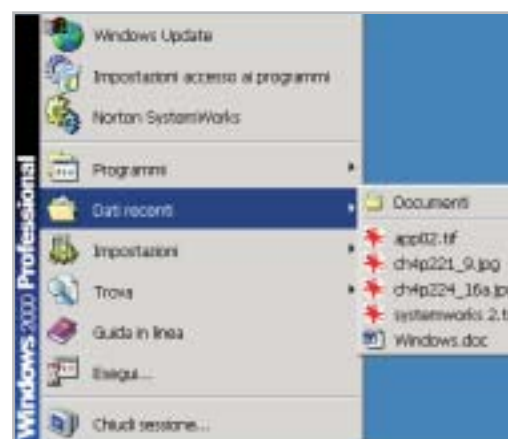 Windows Update
Impostazioni accesso ai programmi
Norton SystemWorks
Programmi
Dati recenti
Impostazioni
Trova
Guida in linea
Esegui...
Chiudi sessione...
Windows 2000 Professional
Documenti
app02.tif
ch4p221_9.jpg
ch4p224_16a.jp
systemworks 2.t
Windows.doc